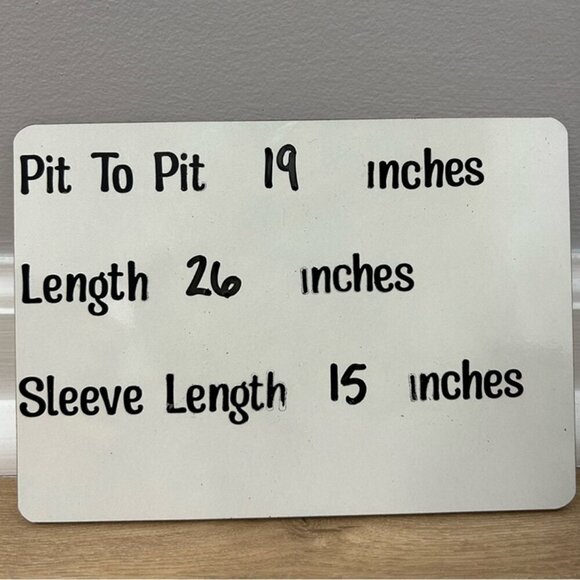 Pit To Pit 19 inches
Length 26 inches
Sleeve Length 15 inches